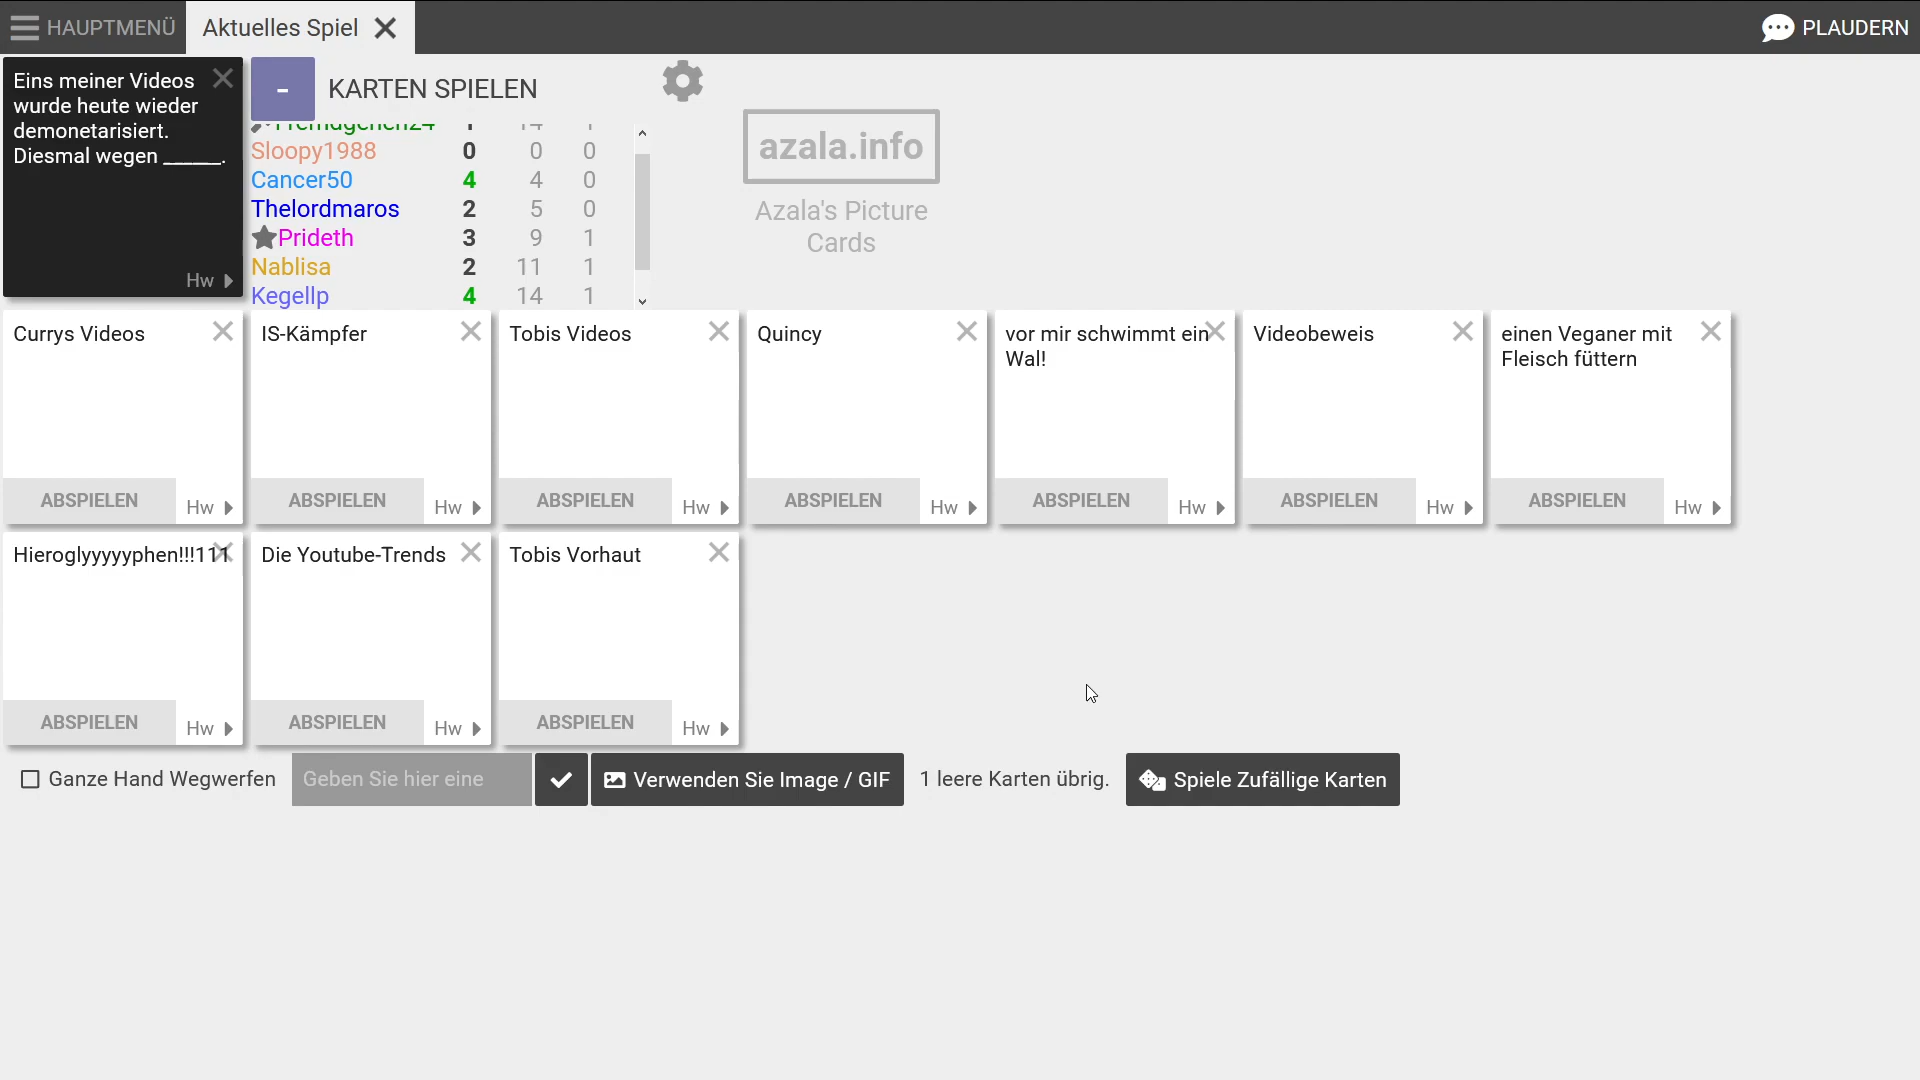 HAUPTMENÜ
Aktuelles Spiel
PLAUDERN
Eins meiner Videos
wurde heute wieder
demonetarisiert.
Diesmal wegen ______.
Hw
-
KARTEN SPIELEN
Sloopy1988 0 0 0
Cancer50 4 4 0
Thelordmaros 2 5 0
Prideth 3 9 1
Nablisa 2 11 1
Kegellp 4 14 1
azala.info
Azala's Picture
Cards
Currys Videos
ABSPIELEN
Hw
IS-Kämpfer
ABSPIELEN
Hw
Tobis Videos
ABSPIELEN
Hw
Quincy
ABSPIELEN
Hw
vor mir schwimmt ein
Wal!
ABSPIELEN
Hw
Videobeweis
ABSPIELEN
Hw
einen Veganer mit
Fleisch füttern
ABSPIELEN
Hw
Hieroglyyyyyphen!!!111
ABSPIELEN
Hw
Die Youtube-Trends
ABSPIELEN
Hw
Tobis Vorhaut
ABSPIELEN
Hw
Ganze Hand Wegwerfen
Geben Sie hier eine
Verwenden Sie Image / GIF
1 leere Karten übrig.
Spiele Zufällige Karten